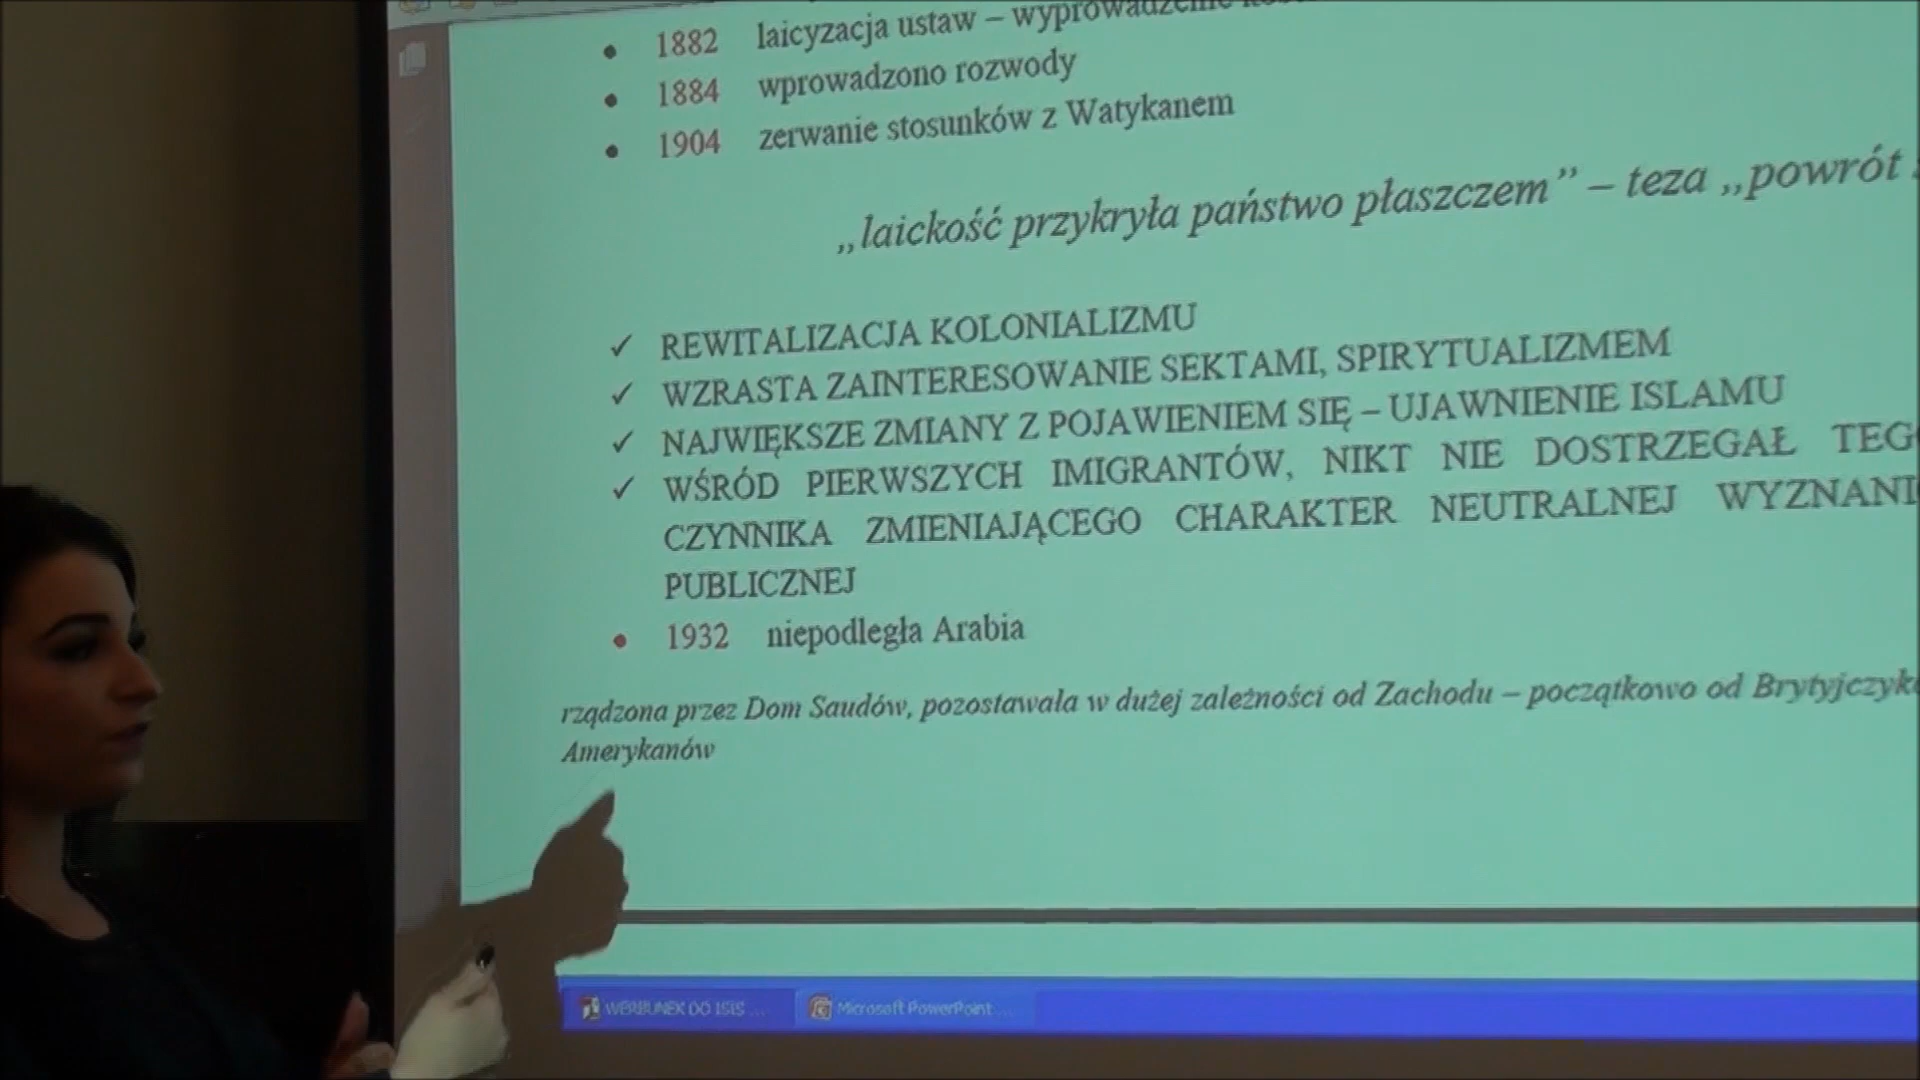 1882 laicyzacja ustaw – wyprowadzenie
1884 wprowadzono rozwody
1904 zerwanie stosunków z Watykanem
„laickość przykryła państwo płaszczem” – teza „powrót
✓ REWITALIZACJA KOLONIALIZMU
✓ WZRASTA ZAINTERESOWANIE SEKTAMI, SPIRYTUALIZMEM
✓ NAJWIĘKSZE ZMIANY Z POJAWIENIEM SIĘ – UJAWNIENIE ISLAMU
✓ WŚRÓD PIERWSZYCH IMIGRANTÓW, NIKT NIE DOSTRZEGAŁ
CZYNNIKA ZMIENIAJĄCEGO CHARAKTER NEUTRALNEJ
PUBLICZNEJ
1932 niepodległa Arabia
rządzona przez Dom Saudów, pozostawała w dużej zależności od Zachodu – początkowo od
Amerykanów
WERBUNEK DO ISIS ...
Microsoft PowerPoint ...